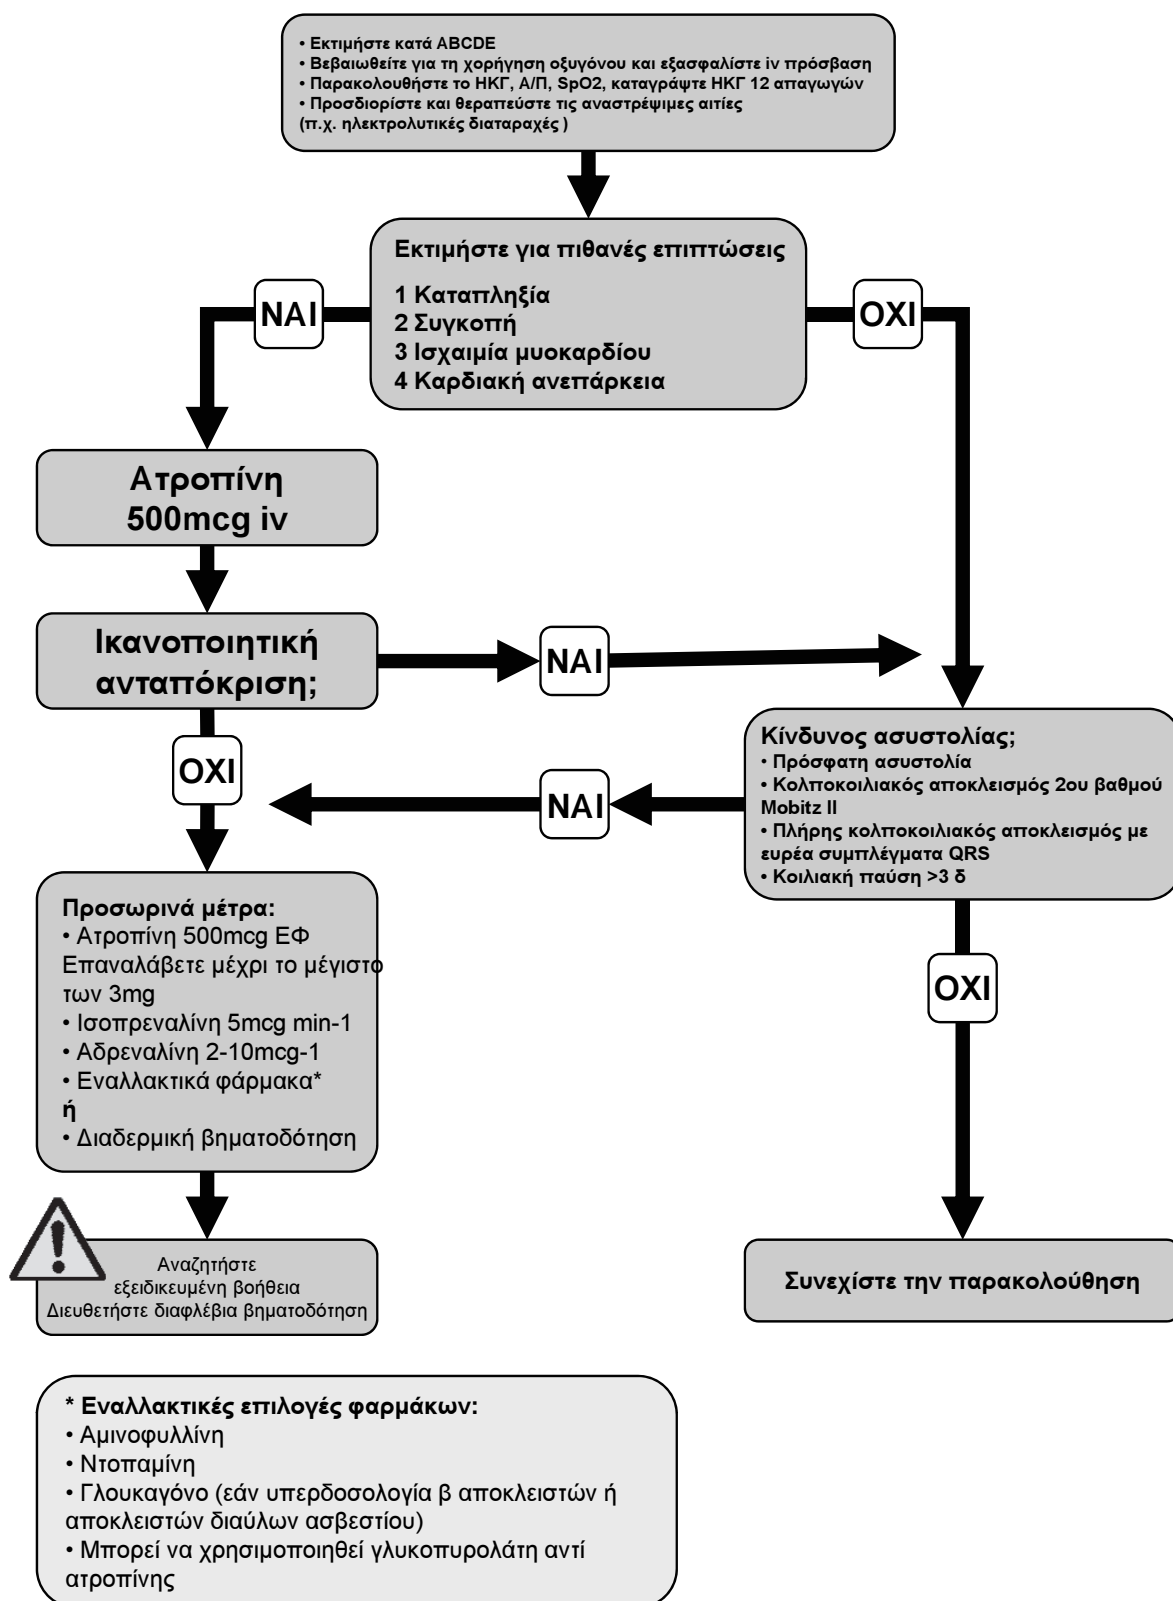 • Εκτιμήστε κατά ABCDE
• Βεβαιωθείτε για τη χορήγηση οξυγόνου και εξασφαλίστε iv πρόσβαση
• Παρακολουθήστε το ΗΚΓ, Α/Π, SpO2, καταγράψτε ΗΚΓ 12 απαγωγών
• Προσδιορίστε και θεραπεύστε τις αναστρέψιμες αιτίες
(π.χ. ηλεκτρολυτικές διαταραχές )
Εκτιμήστε για πιθανές επιπτώσεις
1 Καταπληξία
2 Συγκοπή
3 Ισχαιμία μυοκαρδίου
4 Καρδιακή ανεπάρκεια
ΝΑΙ
ΟΧΙ
Ατροπίνη
500mcg iv
Ικανοποιητική
ανταπόκριση;
ΝΑΙ
ΟΧΙ
Κίνδυνος ασυστολίας;
• Πρόσφατη ασυστολία
• Κολποκοιλιακός αποκλεισμός 2ου βαθμού
Mobitz II
• Πλήρης κολποκοιλιακός αποκλεισμός με
ευρέα συμπλέγματα QRS
• Κοιλιακή παύση >3 δ
ΝΑΙ
ΟΧΙ
Προσωρινά μέτρα:
• Ατροπίνη 500mcg ΕΦ
Επαναλάβετε μέχρι το μέγιστο
των 3mg
• Ισοπρεναλίνη 5mcg min-1
• Αδρεναλίνη 2-10mcg-1
• Εναλλακτικά φάρμακα*
ή
• Διαδερμική βηματοδότηση
Αναζητήστε
εξειδικευμένη βοήθεια
Διευθετήστε διαφλέβια βηματοδότηση
Συνεχίστε την παρακολούθηση
* Εναλλακτικές επιλογές φαρμάκων:
• Αμινοφυλλίνη
• Ντοπαμίνη
• Γλουκαγόνο (εάν υπερδοσολογία β αποκλειστών ή
αποκλειστών διαύλων ασβεστίου)
• Μπορεί να χρησιμοποιηθεί γλυκοπυρολάτη αντί
ατροπίνης